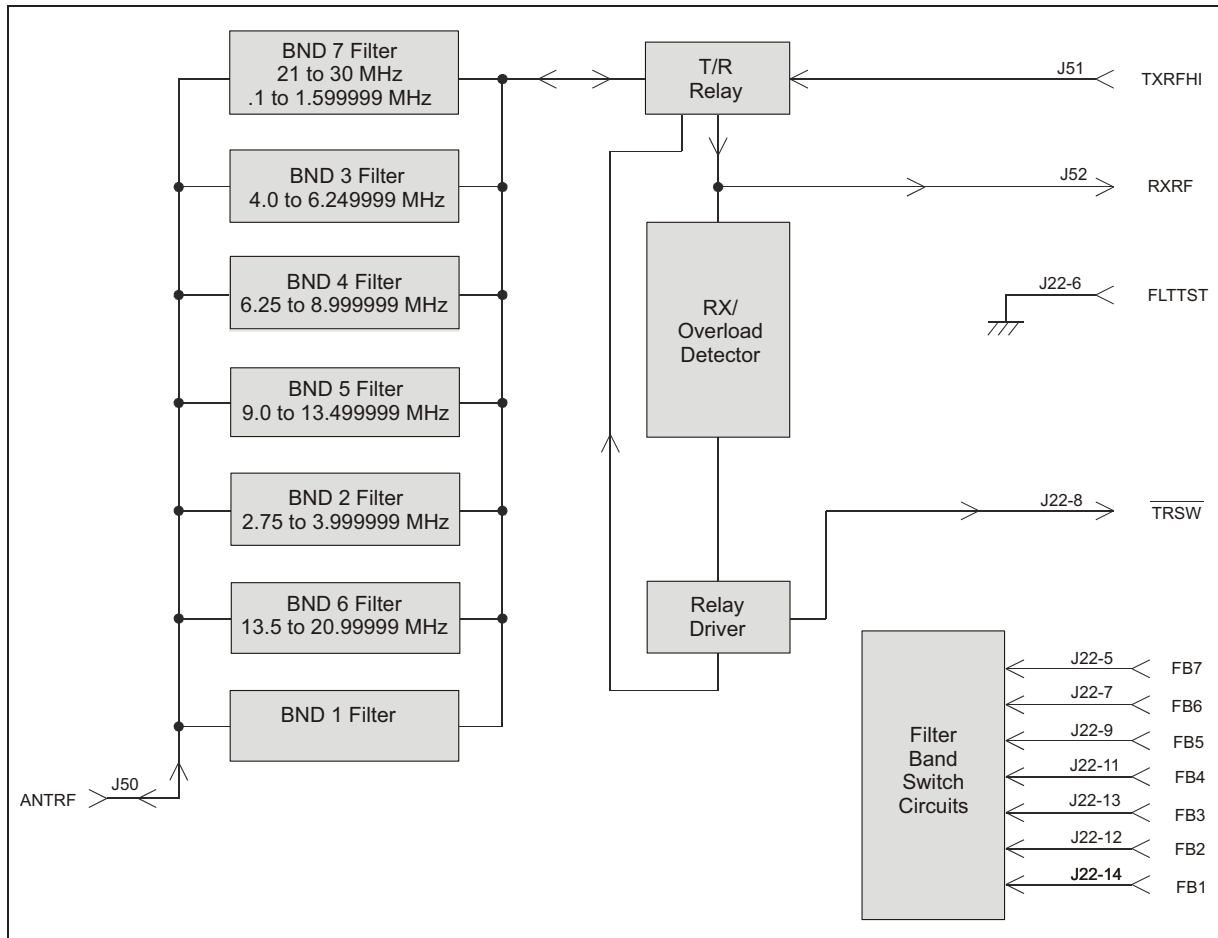 BND 7 Filter
21 to 30 MHz
.1 to 1.599999 MHz
BND 3 Filter
4.0 to 6.249999 MHz
BND 4 Filter
6.25 to 8.999999 MHz
BND 5 Filter
9.0 to 13.499999 MHz
BND 2 Filter
2.75 to 3.999999 MHz
BND 6 Filter
13.5 to 20.99999 MHz
BND 1 Filter
J50
ANTRF
T/R
Relay
RX/
Overload
Detector
Relay
Driver
J51
TXRFHI
J52
RXRF
J22-6
FLTTST
J22-8
TRSW
Filter
Band
Switch
Circuits
J22-5
FB7
J22-7
FB6
J22-9
FB5
J22-11
FB4
J22-13
FB3
J22-12
FB2
J22-14
FB1